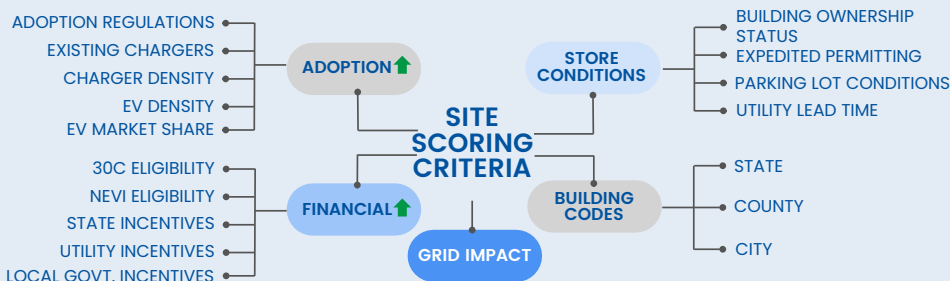 ADOPTION REGULATIONS
EXISTING CHARGERS
CHARGER DENSITY
EV DENSITY
EV MARKET SHARE
ADOPTION
30C ELIGIBILITY
NEVI ELIGIBILITY
STATE INCENTIVES
UTILITY INCENTIVES
LOCAL GOVT. INCENTIVES
FINANCIAL
SITE
SCORING
CRITERIA
GRID IMPACT
STORE
CONDITIONS
BUILDING OWNERSHIP
STATUS
EXPEDITED PERMITTING
PARKING LOT CONDITIONS
UTILITY LEAD TIME
BUILDING
CODES
STATE
COUNTY
CITY